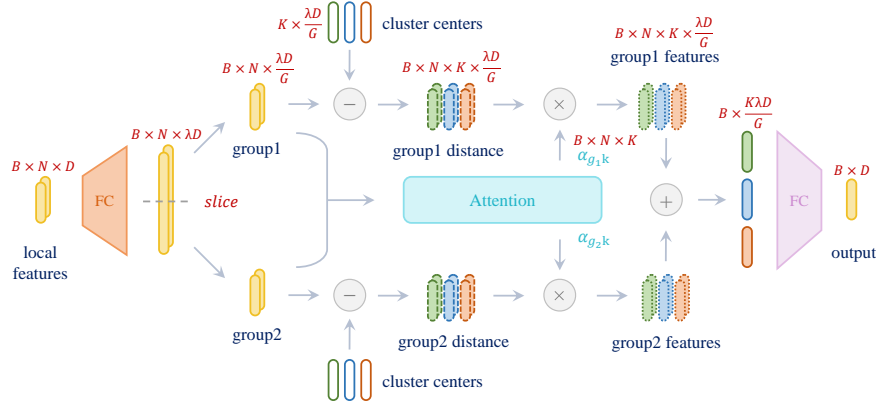 K × λD/G
cluster centers
B × N × λD/G
B × N × K × λD/G
B × N × K × λD/G
group1 features
−
×
group1
group1 distance
B × N × K
α_{g₁k}
B × KλD/G
B × N × λD
B × N × D
FC
slice
Attention
+
FC
B × D
local
features
output
α_{g₂k}
−
×
group2
group2 distance
group2 features
cluster centers